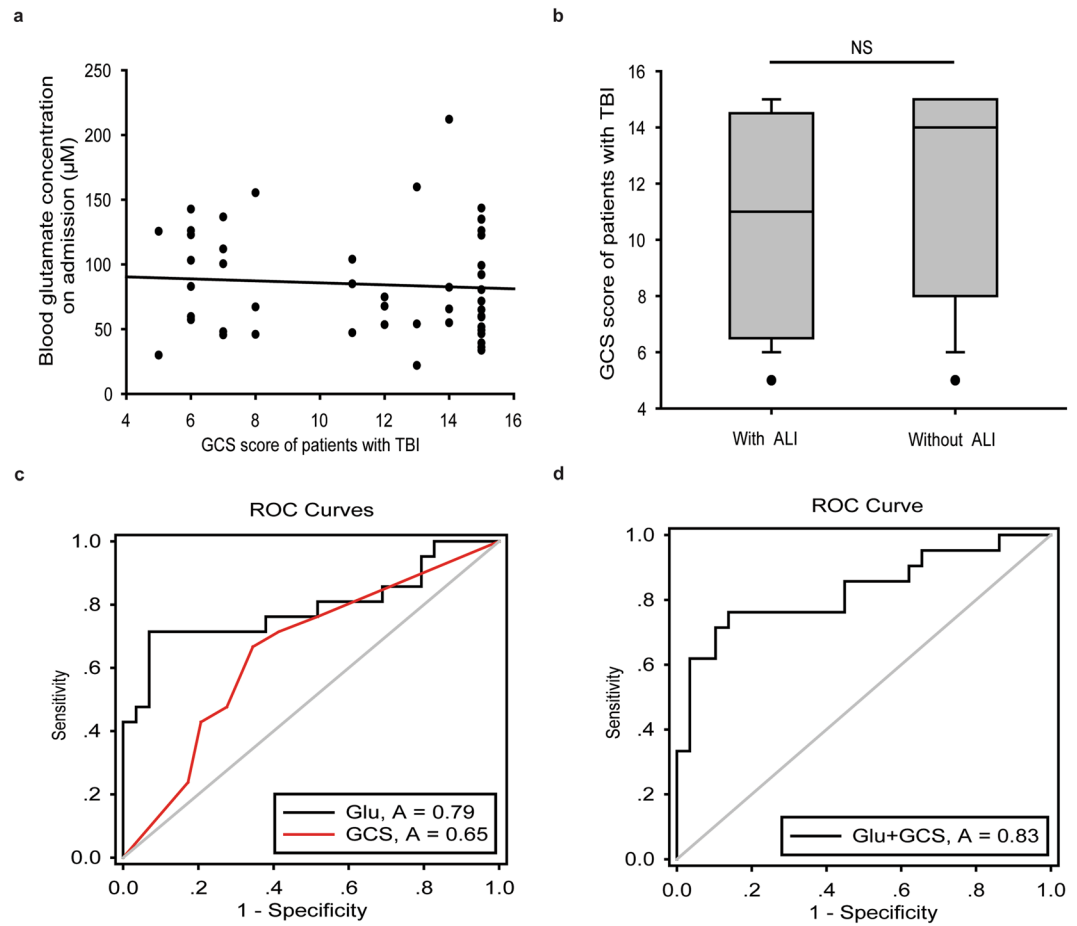 a
Blood glutamate concentration
on admission (µM)
250
200
150
100
50
0
4 6 8 10 12 14 16
GCS score of patients with TBI
b
NS
GCS score of patients with TBI
16
14
12
10
8
6
4
With ALI Without ALI
c
ROC Curves
Sensitivity
1.0
.8
.6
.4
.2
0.0
Glu, A = 0.79
GCS, A = 0.65
0.0 .2 .4 .6 .8 1.0
1 - Specificity
d
ROC Curve
Sensitivity
1.0
.8
.6
.4
.2
0.0
Glu+GCS, A = 0.83
0.0 .2 .4 .6 .8 1.0
1 - Specificity